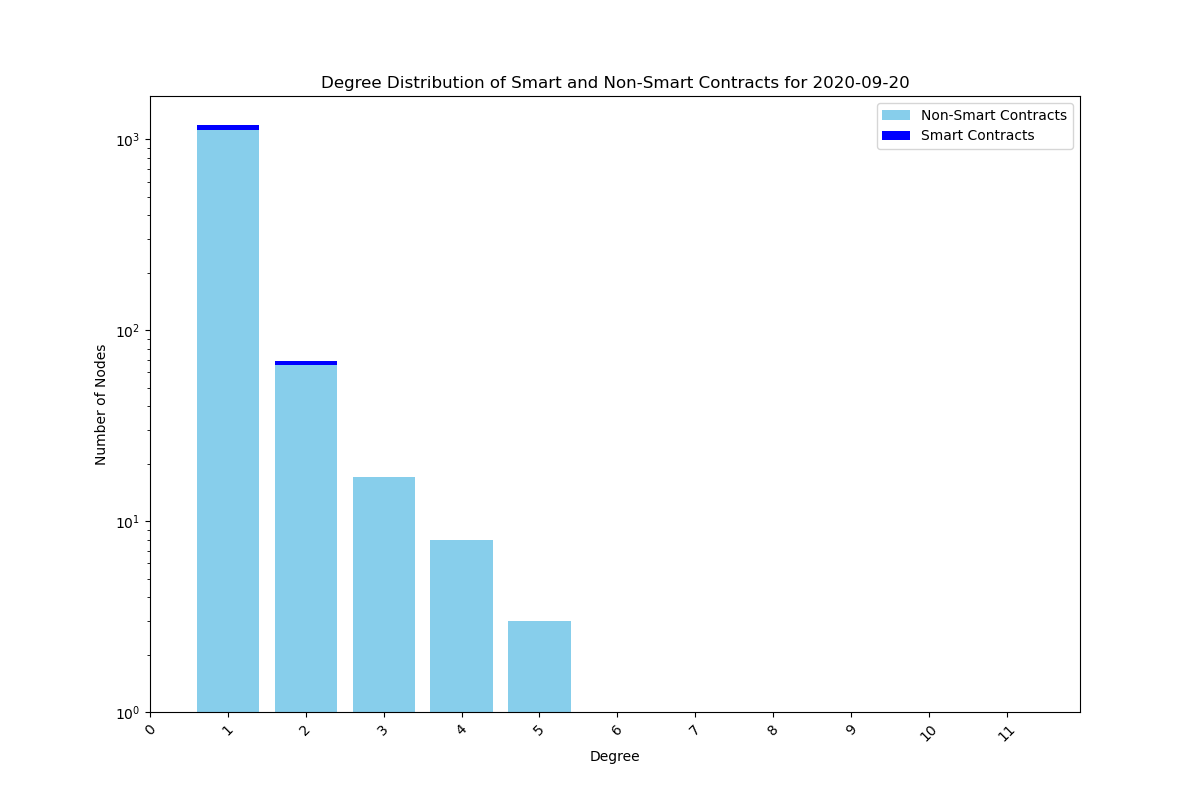 Degree Distribution of Smart and Non-Smart Contracts for 2020-09-20
Non-Smart Contracts
Smart Contracts
Number of Nodes
10³
10²
10¹
10⁰
0 1 2 3 4 5 6 7 8 9 10 11
Degree